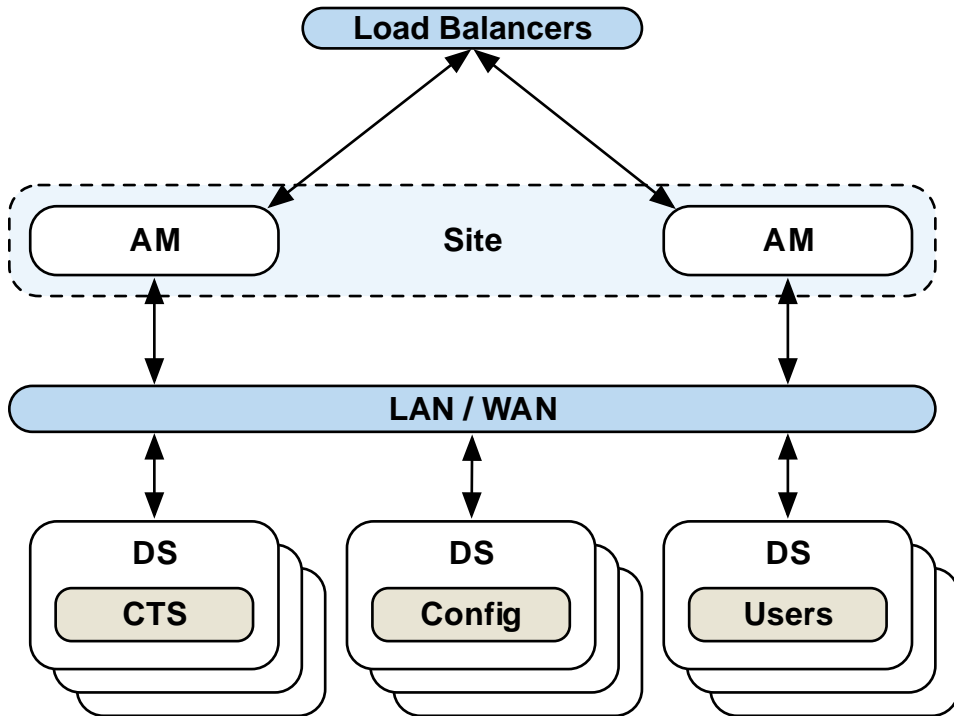 Load Balancers
AM
Site
AM
LAN / WAN
DS
DS
DS
CTS
Config
Users